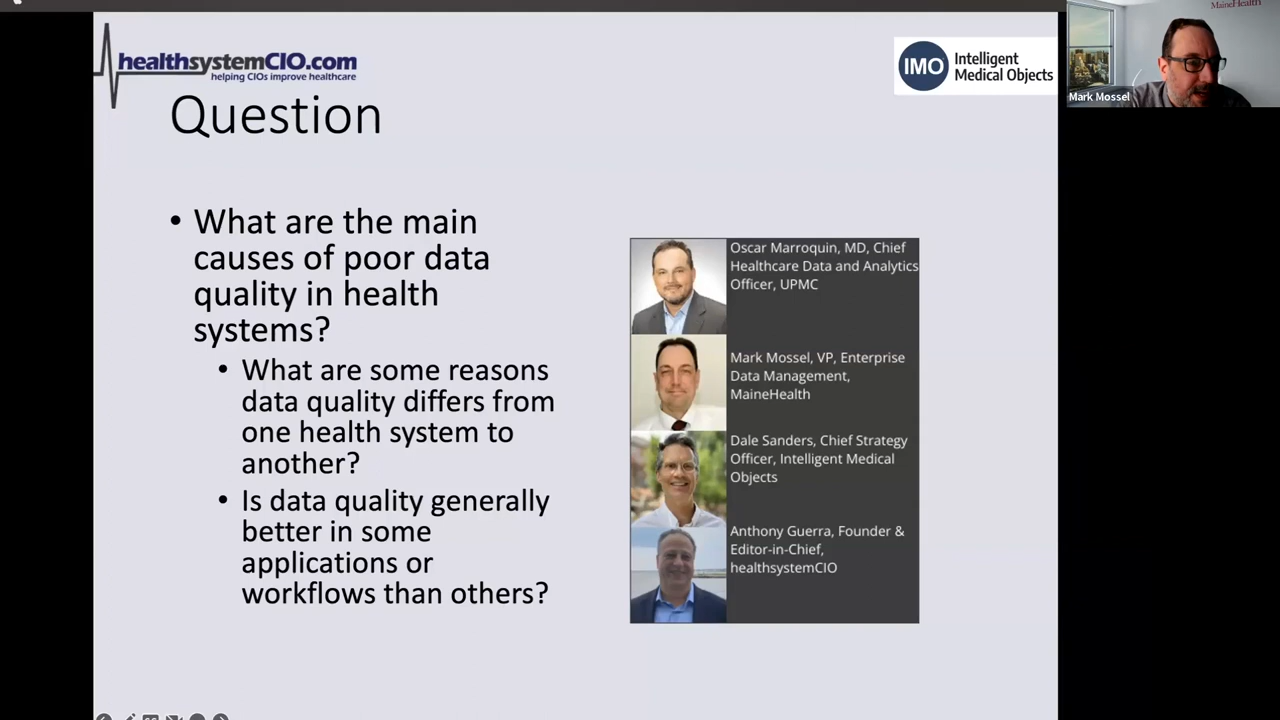 healthsystemCIO.com
helping CIOs improve healthcare
IMO
Intelligent
Medical Objects
MaineHealth
Mark Mossel
Question
• What are the main
causes of poor data
quality in health
systems?
• What are some reasons
data quality differs from
one health system to
another?
• Is data quality generally
better in some
applications or
workflows than others?
Oscar Marroquin, MD, Chief
Healthcare Data and Analytics
Officer, UPMC
Mark Mossel, VP, Enterprise
Data Management,
MaineHealth
Dale Sanders, Chief Strategy
Officer, Intelligent Medical
Objects
Anthony Guerra, Founder &
Editor-in-Chief,
healthsystemCIO